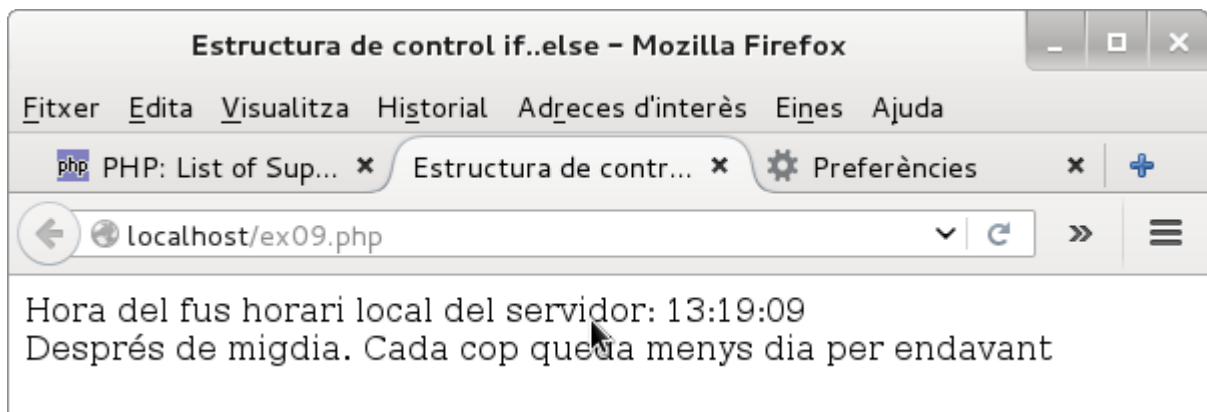 Estructura de control if..else – Mozilla Firefox
Fitxer Edita Visualitza Historial Adreces d'interès Eines Ajuda
php PHP: List of Sup... Estructura de contr... Preferències
localhost/ex09.php
Hora del fus horari local del servidor: 13:19:09
Després de migdia. Cada cop queda menys dia per endavant